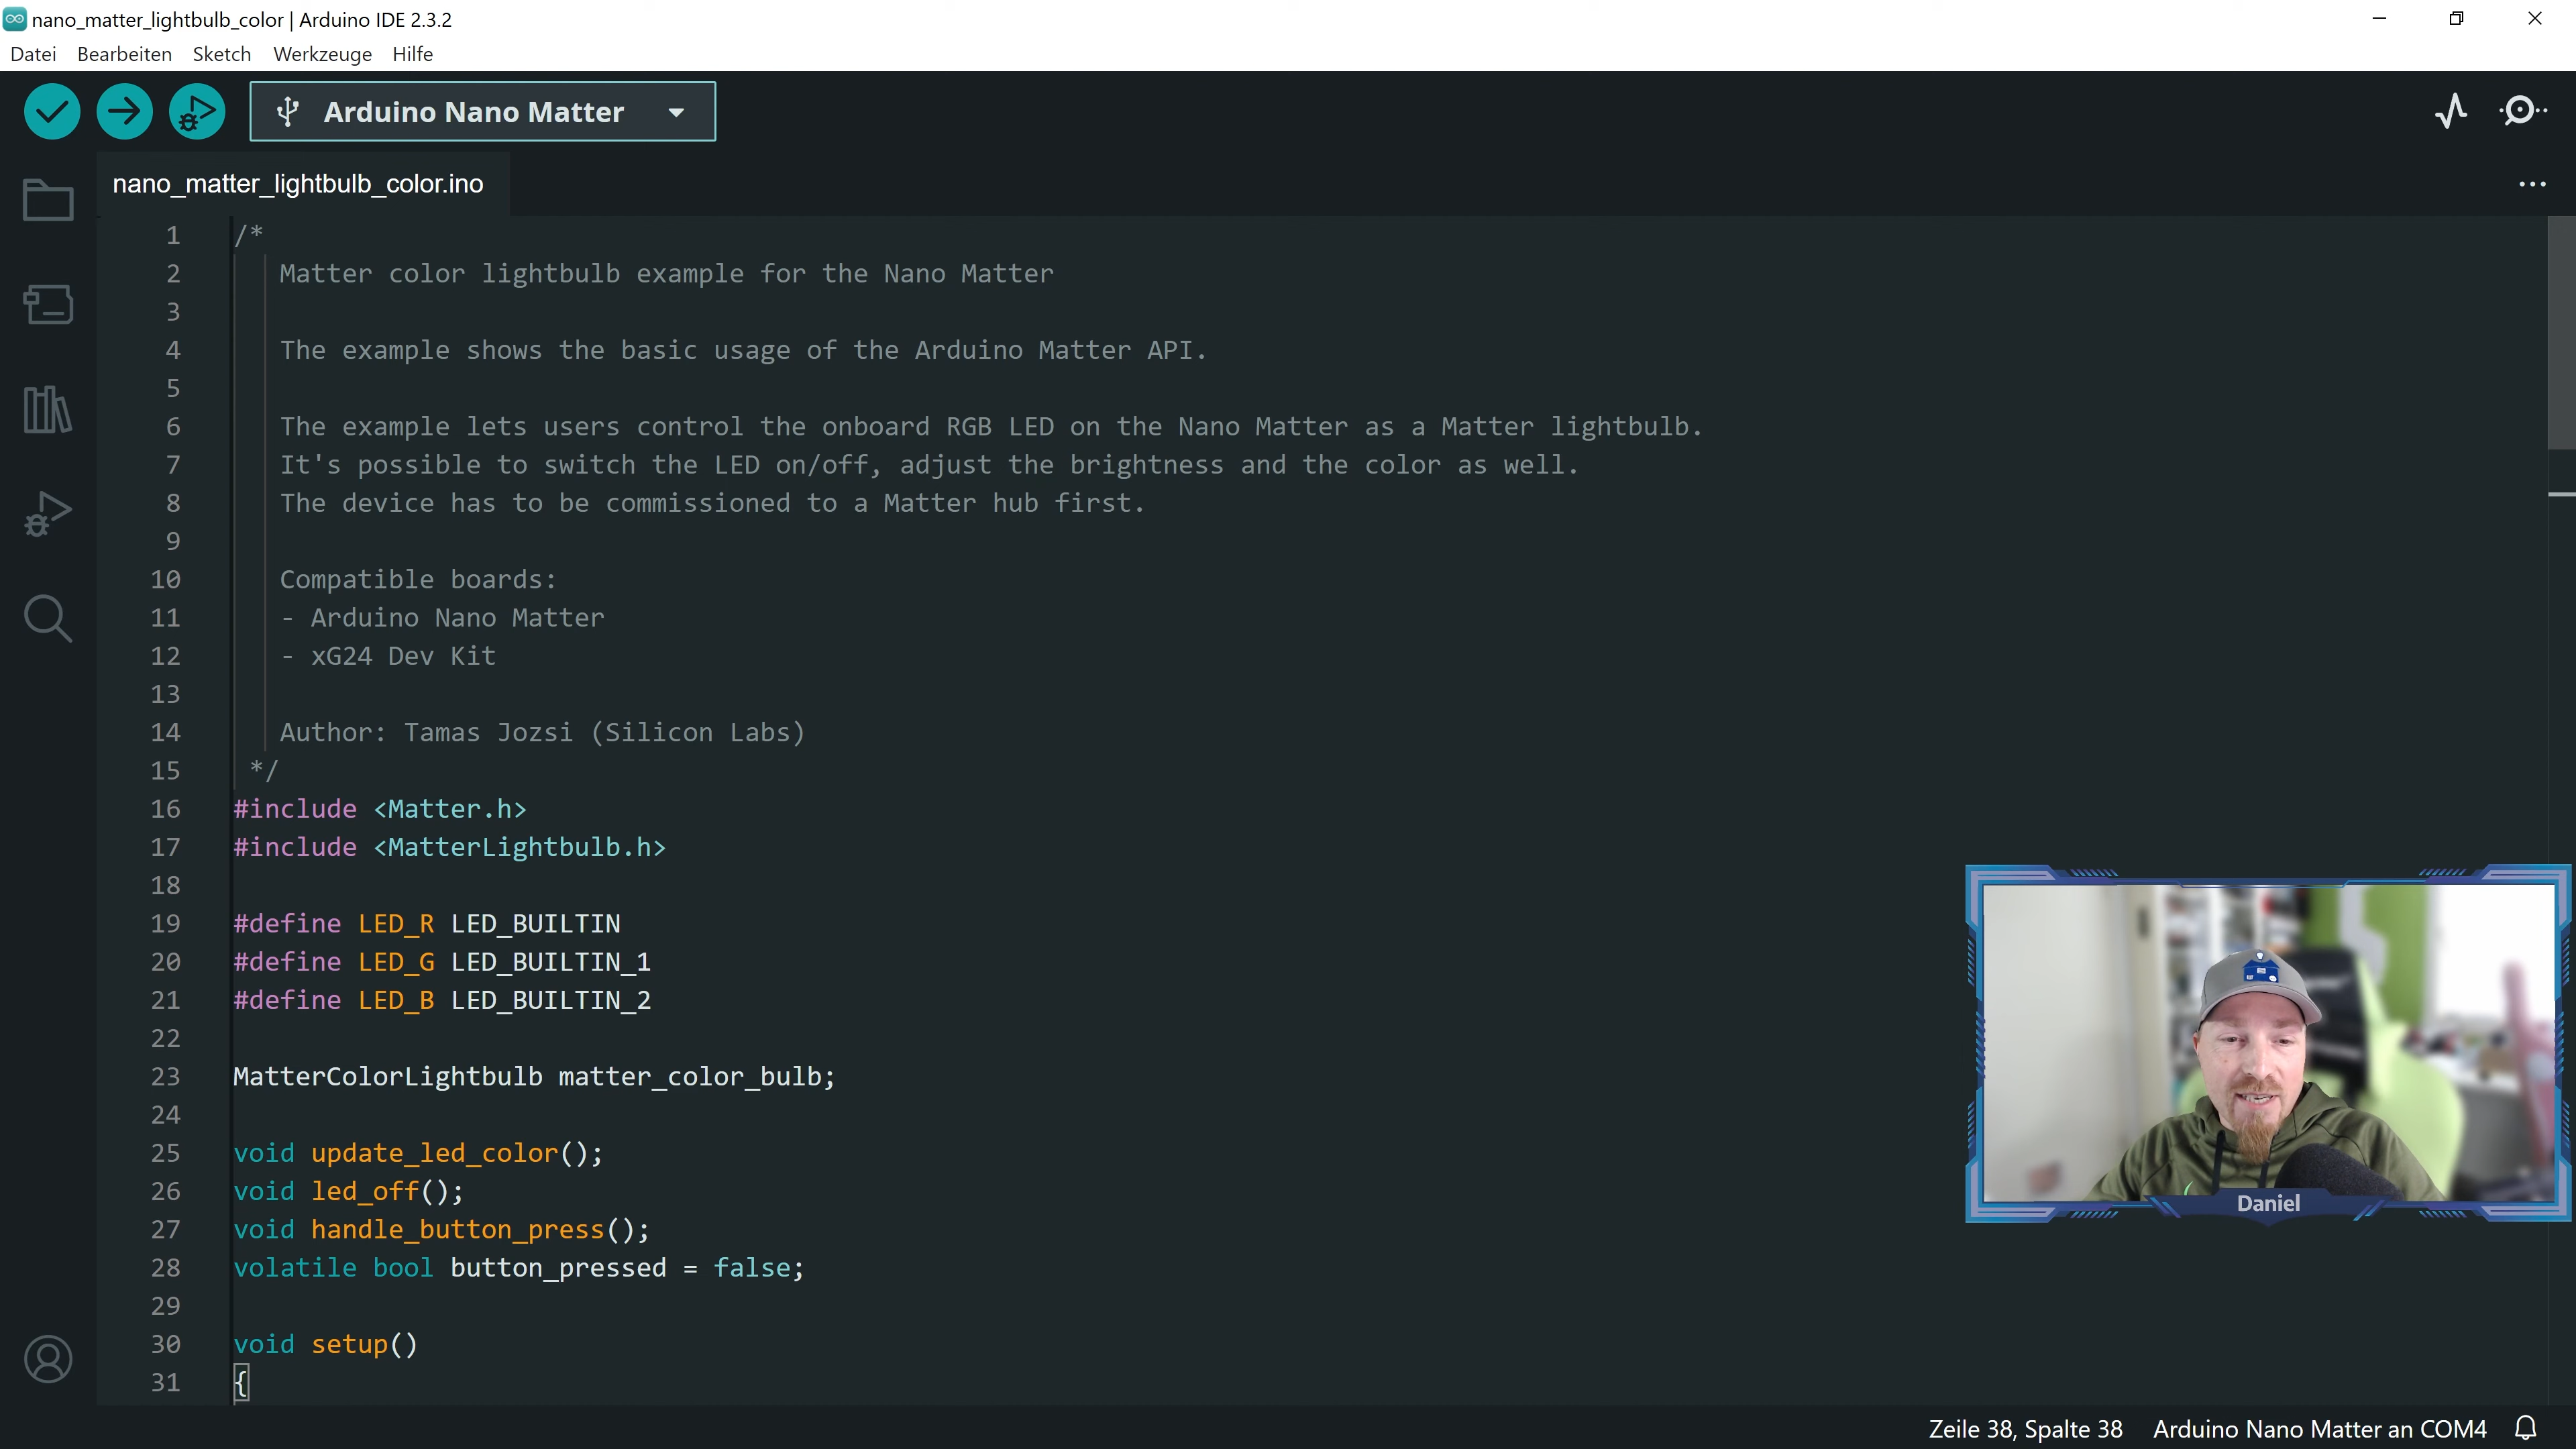 nano_matter_lightbulb_color | Arduino IDE 2.3.2
Datei Bearbeiten Sketch Werkzeuge Hilfe
Arduino Nano Matter
nano_matter_lightbulb_color.ino
1 /*
2 Matter color lightbulb example for the Nano Matter
3
4 The example shows the basic usage of the Arduino Matter API.
5
6 The example lets users control the onboard RGB LED on the Nano Matter as a Matter lightbulb.
7 It's possible to switch the LED on/off, adjust the brightness and the color as well.
8 The device has to be commissioned to a Matter hub first.
9
10 Compatible boards:
11 - Arduino Nano Matter
12 - xG24 Dev Kit
13
14 Author: Tamas Jozsi (Silicon Labs)
15 */
16 #include <Matter.h>
17 #include <MatterLightbulb.h>
18
19 #define LED_R LED_BUILTIN
20 #define LED_G LED_BUILTIN_1
21 #define LED_B LED_BUILTIN_2
22
23 MatterColorLightbulb matter_color_bulb;
24
25 void update_led_color();
26 void led_off();
27 void handle_button_press();
28 volatile bool button_pressed = false;
29
30 void setup()
31 {
Daniel
Zeile 38, Spalte 38 Arduino Nano Matter an COM4